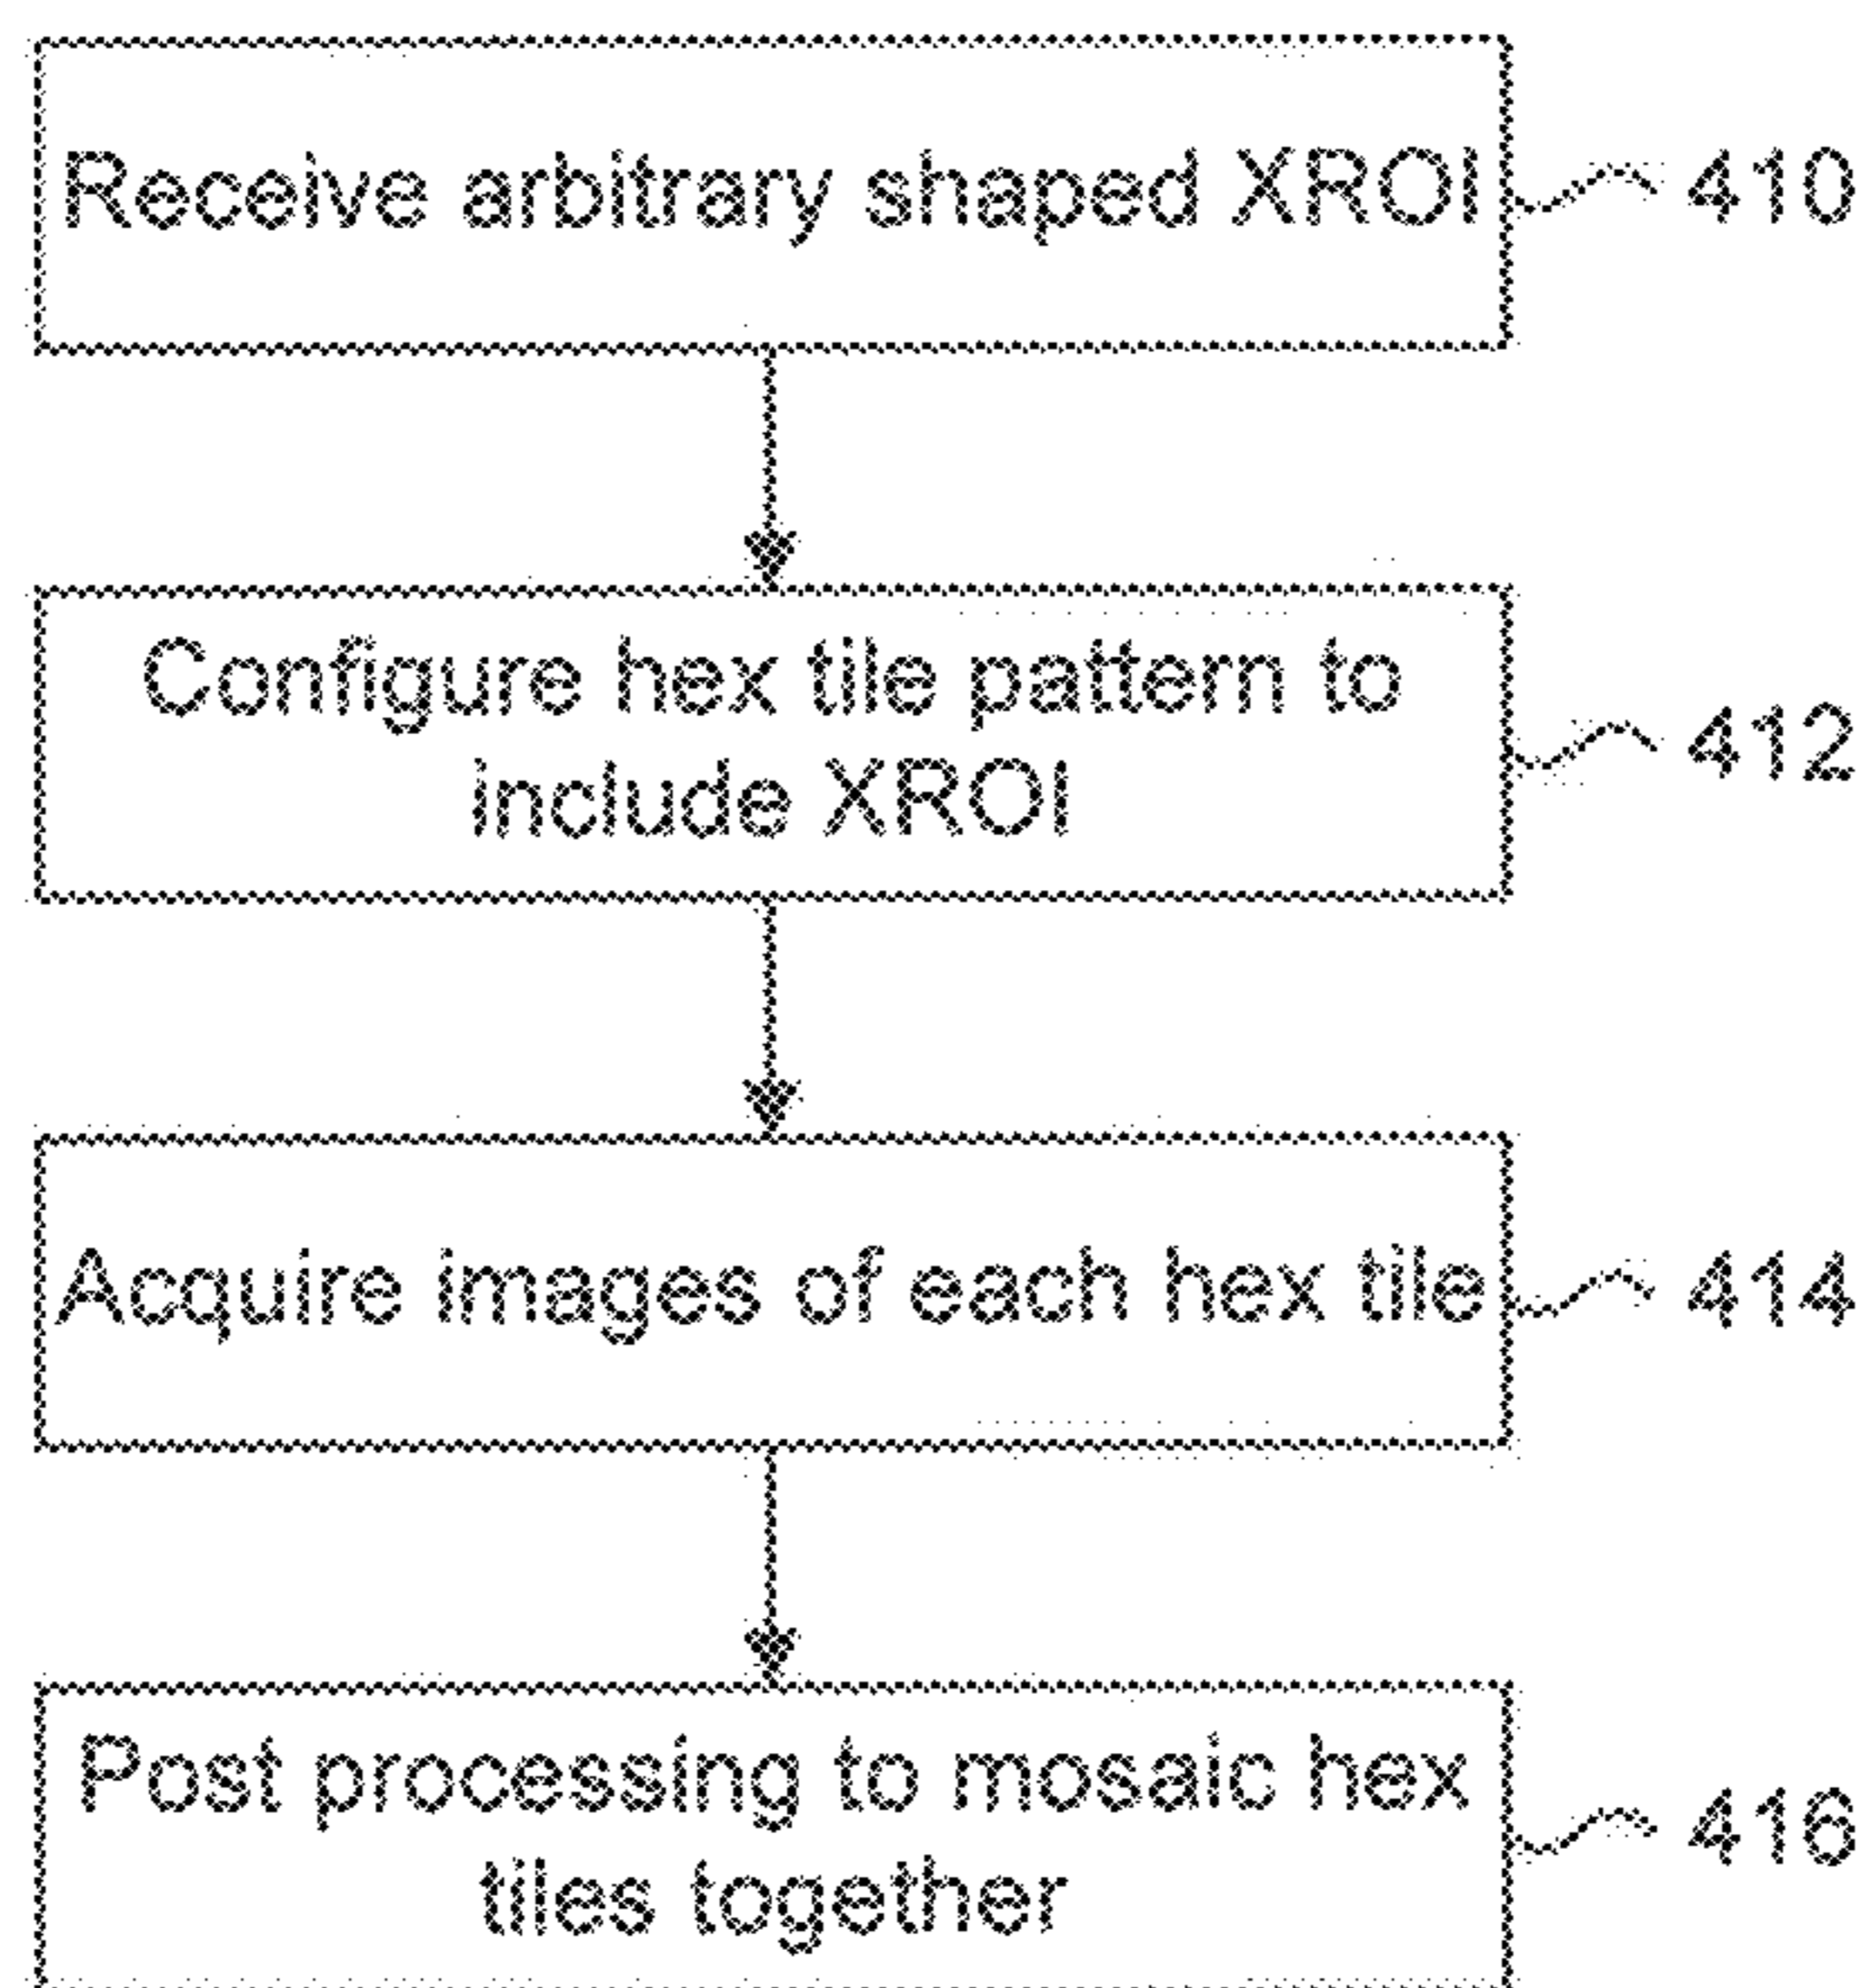 Receive arbitrary shaped XROI
410
Configure hex tile pattern to
include XROI
412
Acquire images of each hex tile
414
Post processing to mosaic hex
tiles together
416